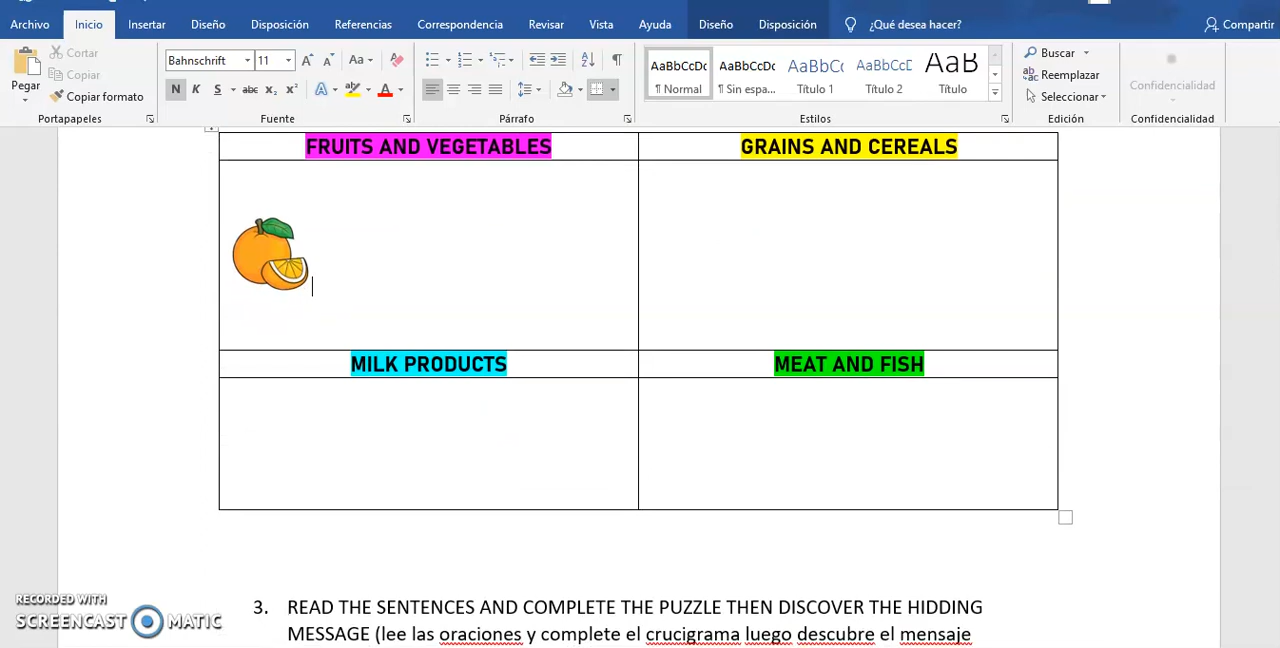 Archivo Inicio Insertar Diseño Disposición Referencias Correspondencia Revisar Vista Ayuda Diseño Disposición ¿Qué desea hacer? Compartir
Pegar
Cortar
Copiar
Copiar formato
Portapapeles
Bahnschrift 11 Aa
N K S abc x₂ x² A A
Fuente
Párrafo
AaBbCcDc AaBbCcDc AaBbCc AaBbCcD AaB
¶ Normal ¶ Sin espa... Título 1 Título 2 Título
Estilos
Buscar
Reemplazar
Seleccionar
Edición
Confidencialidad
Confidencialidad
FRUITS AND VEGETABLES GRAINS AND CEREALS
MILK PRODUCTS MEAT AND FISH
3. READ THE SENTENCES AND COMPLETE THE PUZZLE THEN DISCOVER THE HIDDING
MESSAGE (lee las oraciones y complete el crucigrama luego descubre el mensaje
RECORDED WITH
SCREENCAST MATIC